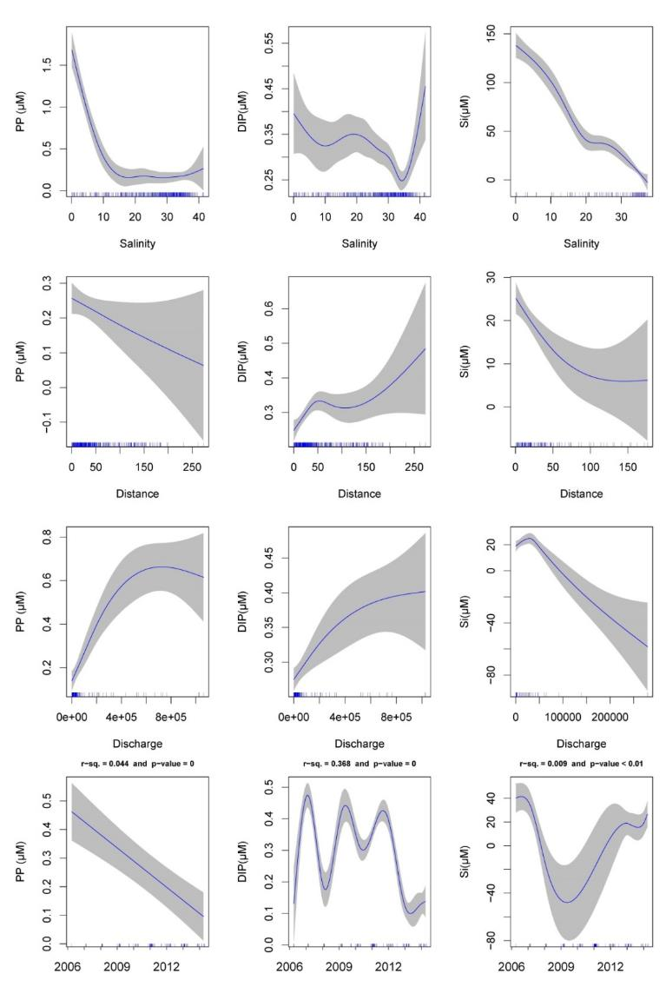 PP (µM)
0.0 0.5 1.0 1.5
0 10 20 30 40
Salinity
DIP(µM)
0.25 0.35 0.45 0.55
0 10 20 30 40
Salinity
Si(µM)
0 50 100 150
0 10 20 30
Salinity
PP (µM)
−0.1 0.0 0.1 0.2 0.3
0 50 150 250
Distance
DIP(µM)
0.3 0.4 0.5 0.6
0 50 150 250
Distance
Si(µM)
0 10 20 30
0 50 100 150
Distance
PP (µM)
0.2 0.4 0.6 0.8
0e+00 4e+05 8e+05
Discharge
DIP(µM)
0.30 0.35 0.40 0.45
0e+00 4e+05 8e+05
Discharge
Si(µM)
−80 −40 0 20
0 100000 200000
Discharge
r−sq. = 0.044 and p−value = 0
PP (µM)
0.0 0.1 0.2 0.3 0.4 0.5
2006 2009 2012
r−sq. = 0.368 and p−value = 0
DIP(µM)
0.0 0.1 0.2 0.3 0.4 0.5
2006 2009 2012
r−sq. = 0.009 and p−value < 0.01
Si(µM)
−80 −40 0 20 40
2006 2009 2012